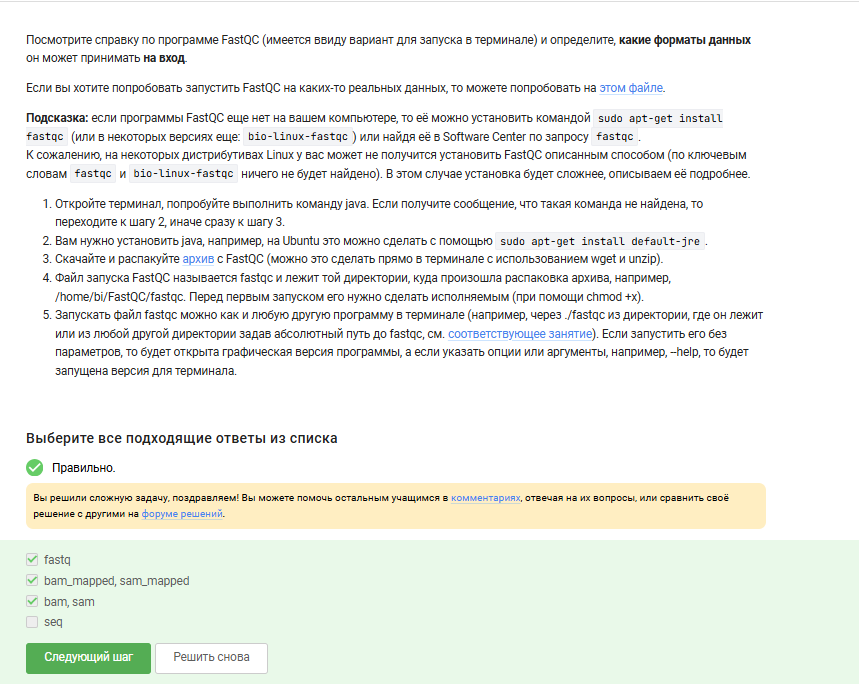 Посмотрите справку по программе FastQC (имеется ввиду вариант для запуска в терминале) и определите, какие форматы данных
он может принимать на вход.
Если вы хотите попробовать запустить FastQC на каких-то реальных данных, то можете попробовать на этом файле.
Подсказка: если программы FastQC еще нет на вашем компьютере, то её можно установить командой sudo apt-get install
fastqc (или в некоторых версиях еще: bio-linux-fastqc ) или найдя её в Software Center по запросу fastqc .
К сожалению, на некоторых дистрибутивах Linux у вас может не получится установить FastQC описанным способом (по ключевым
словам fastqc и bio-linux-fastqc ничего не будет найдено). В этом случае установка будет сложнее, описываем её подробнее.
1. Откройте терминал, попробуйте выполнить команду java. Если получите сообщение, что такая команда не найдена, то
переходите к шагу 2, иначе сразу к шагу 3.
2. Вам нужно установить java, например, на Ubuntu это можно сделать с помощью sudo apt-get install default-jre .
3. Скачайте и распакуйте архив с FastQC (можно это сделать прямо в терминале с использованием wget и unzip).
4. Файл запуска FastQC называется fastqc и лежит той директории, куда произошла распаковка архива, например,
/home/bi/FastQC/fastqc. Перед первым запуском его нужно сделать исполняемым (при помощи chmod +x).
5. Запускать файл fastqc можно как и любую другую программу в терминале (например, через ./fastqc из директории, где он лежит
или из любой другой директории задав абсолютный путь до fastqc, см. соответствующее занятие). Если запустить его без
параметров, то будет открыта графическая версия программы, а если указать опции или аргументы, например, --help, то будет
запущена версия для терминала.
Выберите все подходящие ответы из списка
Правильно.
Вы решили сложную задачу, поздравляем! Вы можете помочь остальным учащимся в комментариях, отвечая на их вопросы, или сравнить своё
решение с другими на форуме решений.
fastq
bam_mapped, sam_mapped
bam, sam
seq
Следующий шаг Решить снова